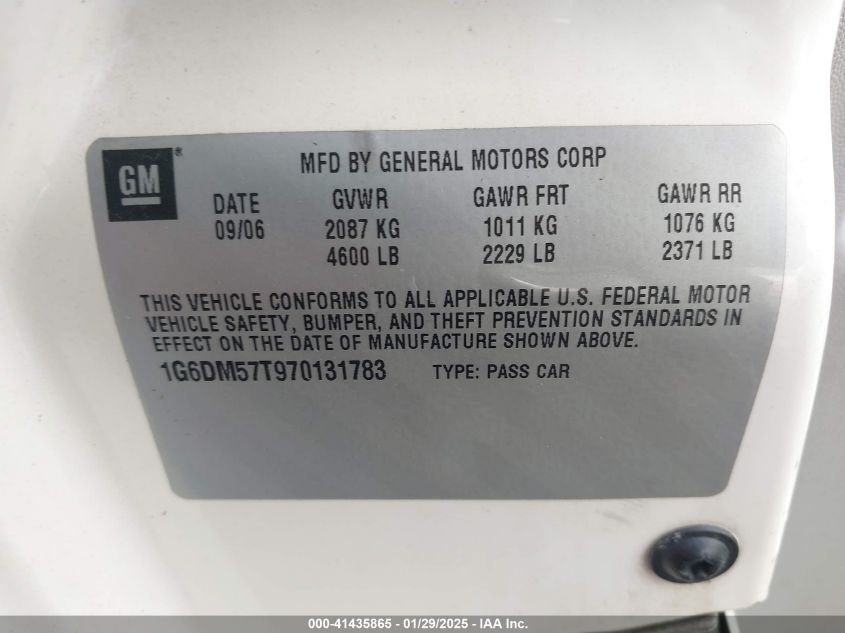 GM®
MFD BY GENERAL MOTORS CORP
DATE GVWR GAWR FRT GAWR RR
09/06 2087 KG 1011 KG 1076 KG
4600 LB 2229 LB 2371 LB
THIS VEHICLE CONFORMS TO ALL APPLICABLE U.S. FEDERAL MOTOR
VEHICLE SAFETY, BUMPER, AND THEFT PREVENTION STANDARDS IN
EFFECT ON THE DATE OF MANUFACTURE SHOWN ABOVE.
1G6DM57T970131783 TYPE: PASS CAR
000-41435865 - 01/29/2025 - IAA Inc.